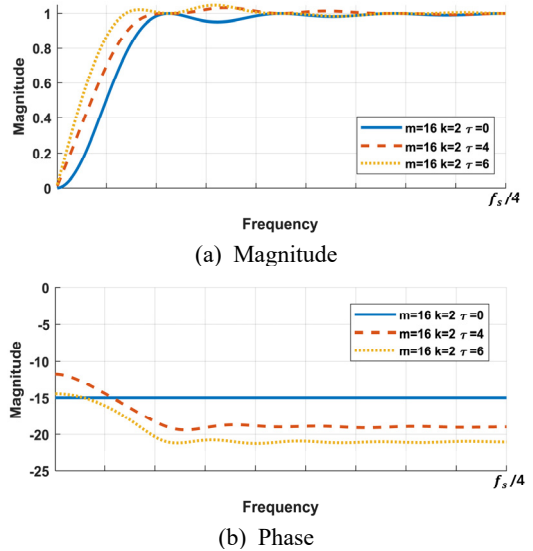 1
0.8
0.6
0.4
0.2
0
Magnitude
m=16 k=2 τ=0
m=16 k=2 τ=4
m=16 k=2 τ=6
f_s/4
Frequency
(a) Magnitude
0
-5
-10
-15
-20
-25
Magnitude
m=16 k=2 τ=0
m=16 k=2 τ=4
m=16 k=2 τ=6
f_s/4
Frequency
(b) Phase